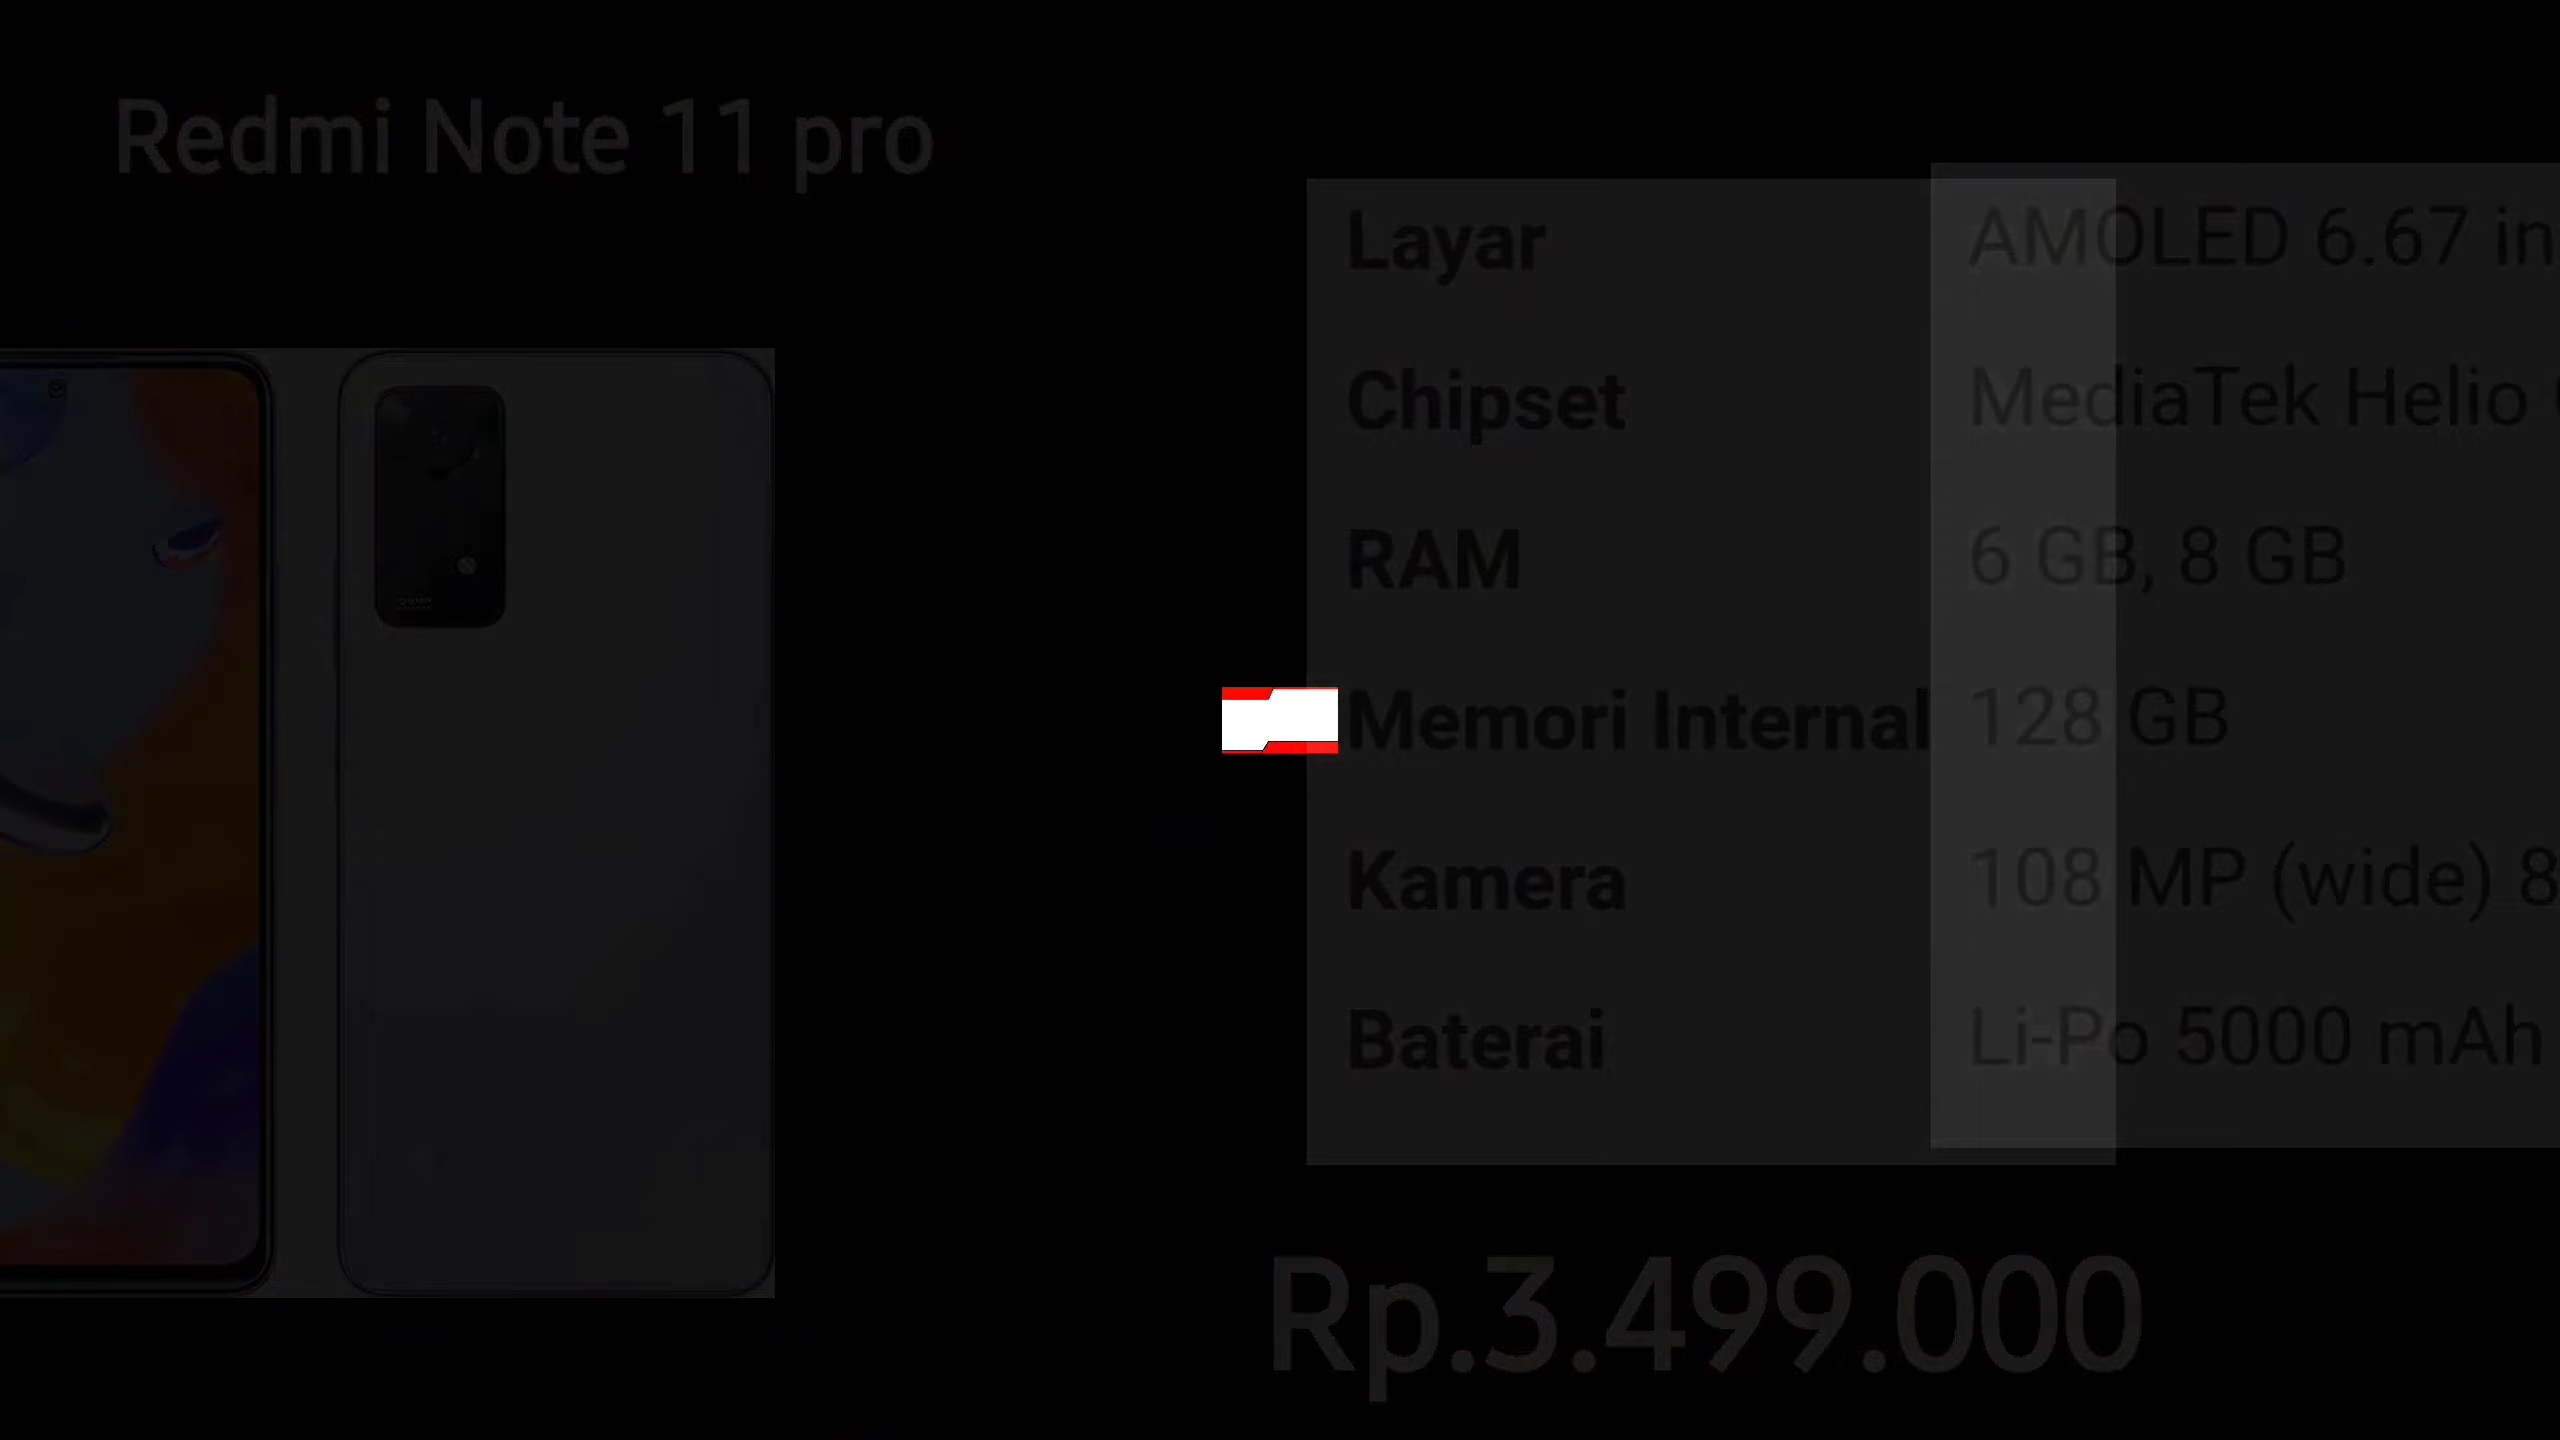 Redmi Note 11 pro
Layar AMOLED 6.67 in
Chipset MediaTek Helio
RAM 6 GB, 8 GB
Memori Internal 128 GB
Kamera 108 MP (wide) 8
Baterai Li-Po 5000 mAh
Rp.3.499.000